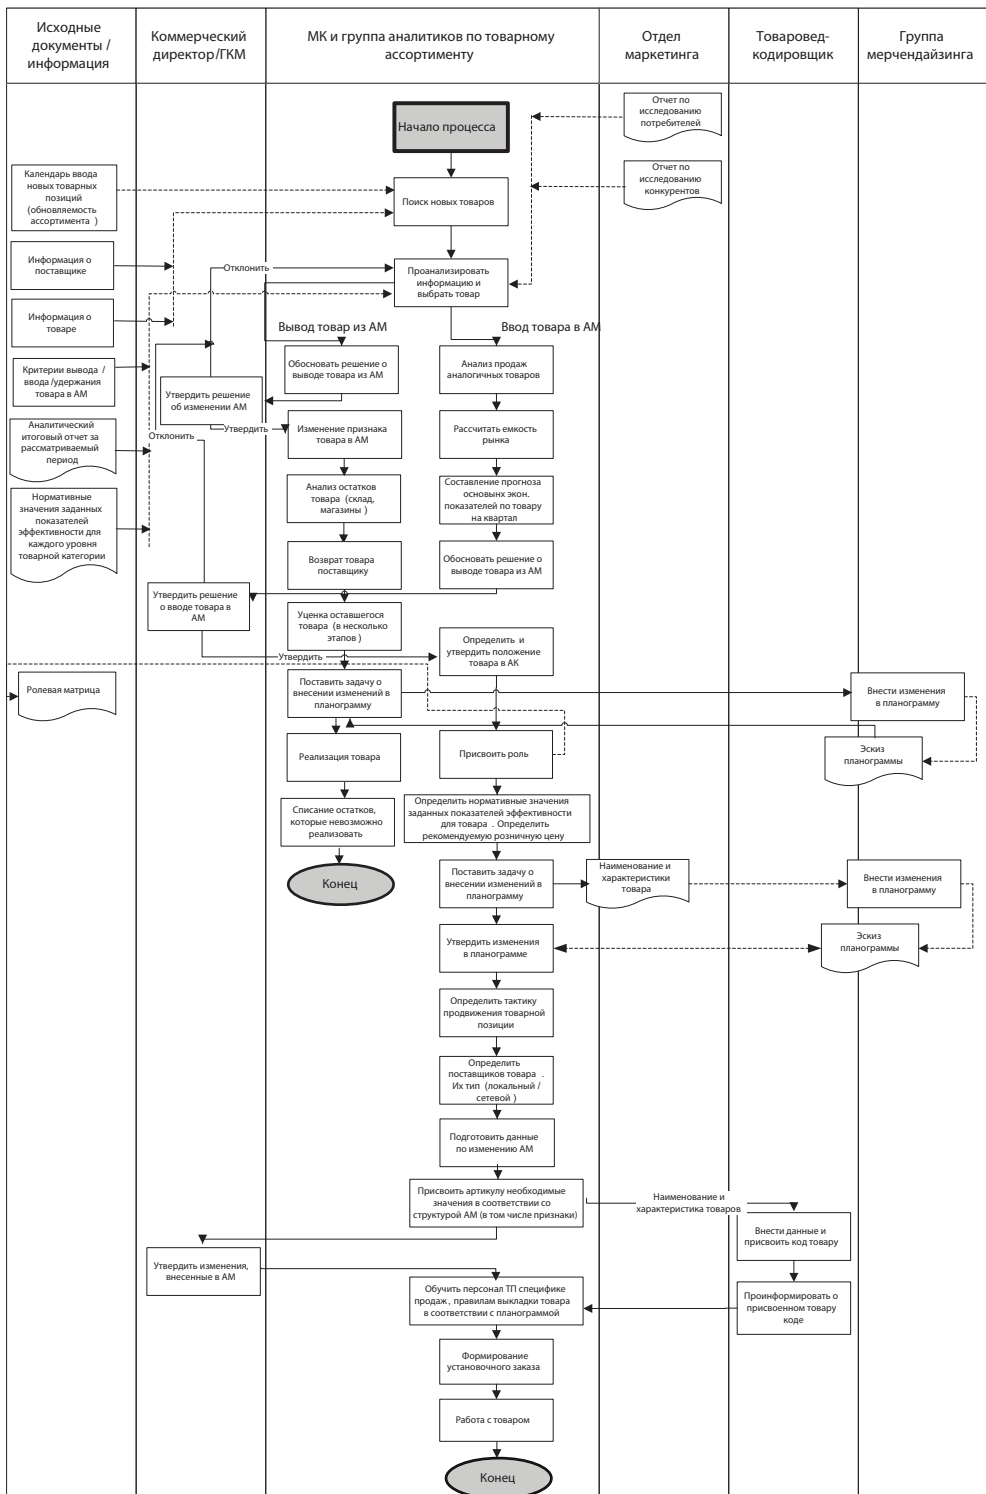 Исходные
документы /
информация
Коммерческий
директор/ГКМ
МК и группа аналитиков по товарному
ассортименту
Отдел
маркетинга
Товаровед-
кодировщик
Группа
мерчендайзинга
Начало процесса
Отчет по
исследованию
потребителей
Календарь ввода
новых товарных
позиций
(обновляемость
ассортимента )
Поиск новых товаров
Отчет по
исследованию
конкурентов
Информация о
поставщике
Отклонить
Проанализировать
информацию и
выбрать товар
Информация о
товаре
Вывод товар из АМ
Ввод товара в АМ
Критерии вывода /
ввода /удержания
товара в АМ
Обосновать решение о
выводе товара из АМ
Анализ продаж
аналогичных товаров
Утвердить решение
об изменении АМ
Аналитический
итоговый отчет за
рассматриваемый
период
Отклонить
Утвердить
Изменение признака
товара в АМ
Рассчитать емкость
рынка
Нормативные
значения заданных
показателей
эффективности для
каждого уровня
товарной категории
Анализ остатков
товара (склад,
магазины )
Составление прогноза
основынх экон.
показателей по товару
на квартал
Возврат товара
поставщику
Обосновать решение о
выводе товара из АМ
Утвердить решение
о вводе товара в
АМ
Уценка оставшегося
товара (в несколько
этапов )
Утвердить
Определить и
утвердить положение
товара в АК
Ролевая матрица
Поставить задачу о
внесении изменений в
планограмму
Внести изменения
в планограмму
Реализация товара
Присвоить роль
Эскиз
планограммы
Списание остатков,
которые невозможно
реализовать
Определить нормативные значения
заданных показателей эффективности
для товара . Определить
рекомендуемую розничную цену
Конец
Поставить задачу о
внесении изменений в
планограмму
Наименование и
характеристики
товара
Внести изменения
в планограмму
Утвердить изменения
в планограмме
Эскиз
планограммы
Определить тактику
продвижения товарной
позиции
Определить
поставщиков товара .
Их тип (локальный /
сетевой )
Подготовить данные
по изменению АМ
Присвоить артикулу необходимые
значения в соответствии со
структурой АМ (в том числе признаки)
Наименование и
характеристика товаров
Внести данные и
присвоить код товару
Утвердить изменения,
внесенные в АМ
Обучить персонал ТП специфике
продаж, правилам выкладки товара
в соответствии с планограммой
Проинформировать о
присвоенном товару
коде
Формирование
установочного заказа
Работа с товаром
Конец